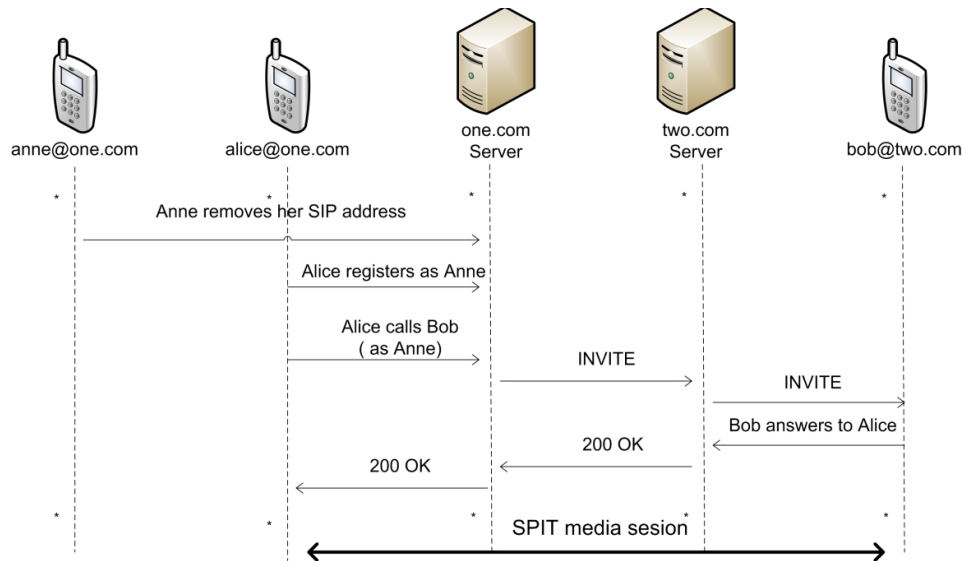 anne@one.com
alice@one.com
one.com
Server
two.com
Server
bob@two.com
* * * * *
Anne removes her SIP address
Alice registers as Anne
Alice calls Bob
( as Anne)
INVITE
INVITE
Bob answers to Alice
200 OK
200 OK
* * * * *
SPIT media sesion